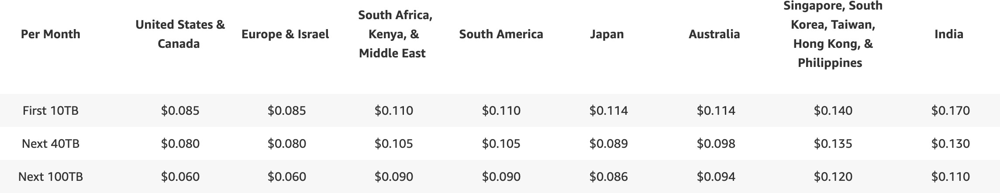 Per Month
United States &
Canada
Europe & Israel
South Africa,
Kenya, &
Middle East
South America
Japan
Australia
Singapore, South
Korea, Taiwan,
Hong Kong, &
Philippines
India
First 10TB $0.085 $0.085 $0.110 $0.110 $0.114 $0.114 $0.140 $0.170
Next 40TB $0.080 $0.080 $0.105 $0.105 $0.089 $0.098 $0.135 $0.130
Next 100TB $0.060 $0.060 $0.090 $0.090 $0.086 $0.094 $0.120 $0.110